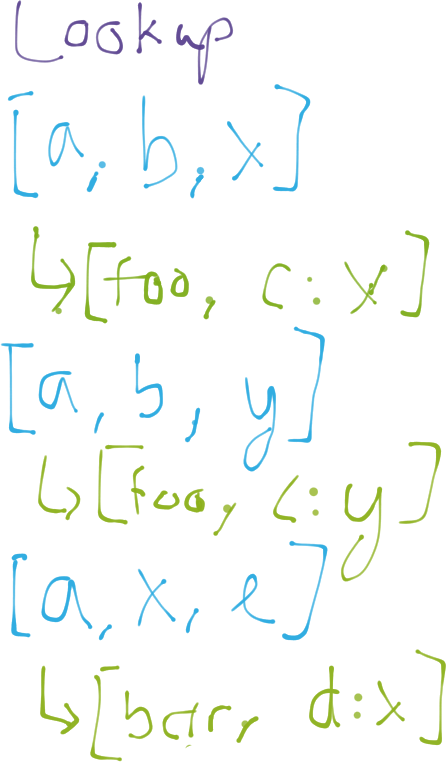 Lookup
[a, b, x]
↳[foo, c:x]
[a, b, y]
↳[foo, c:y]
[a, x, e]
↳[bar, d:x]